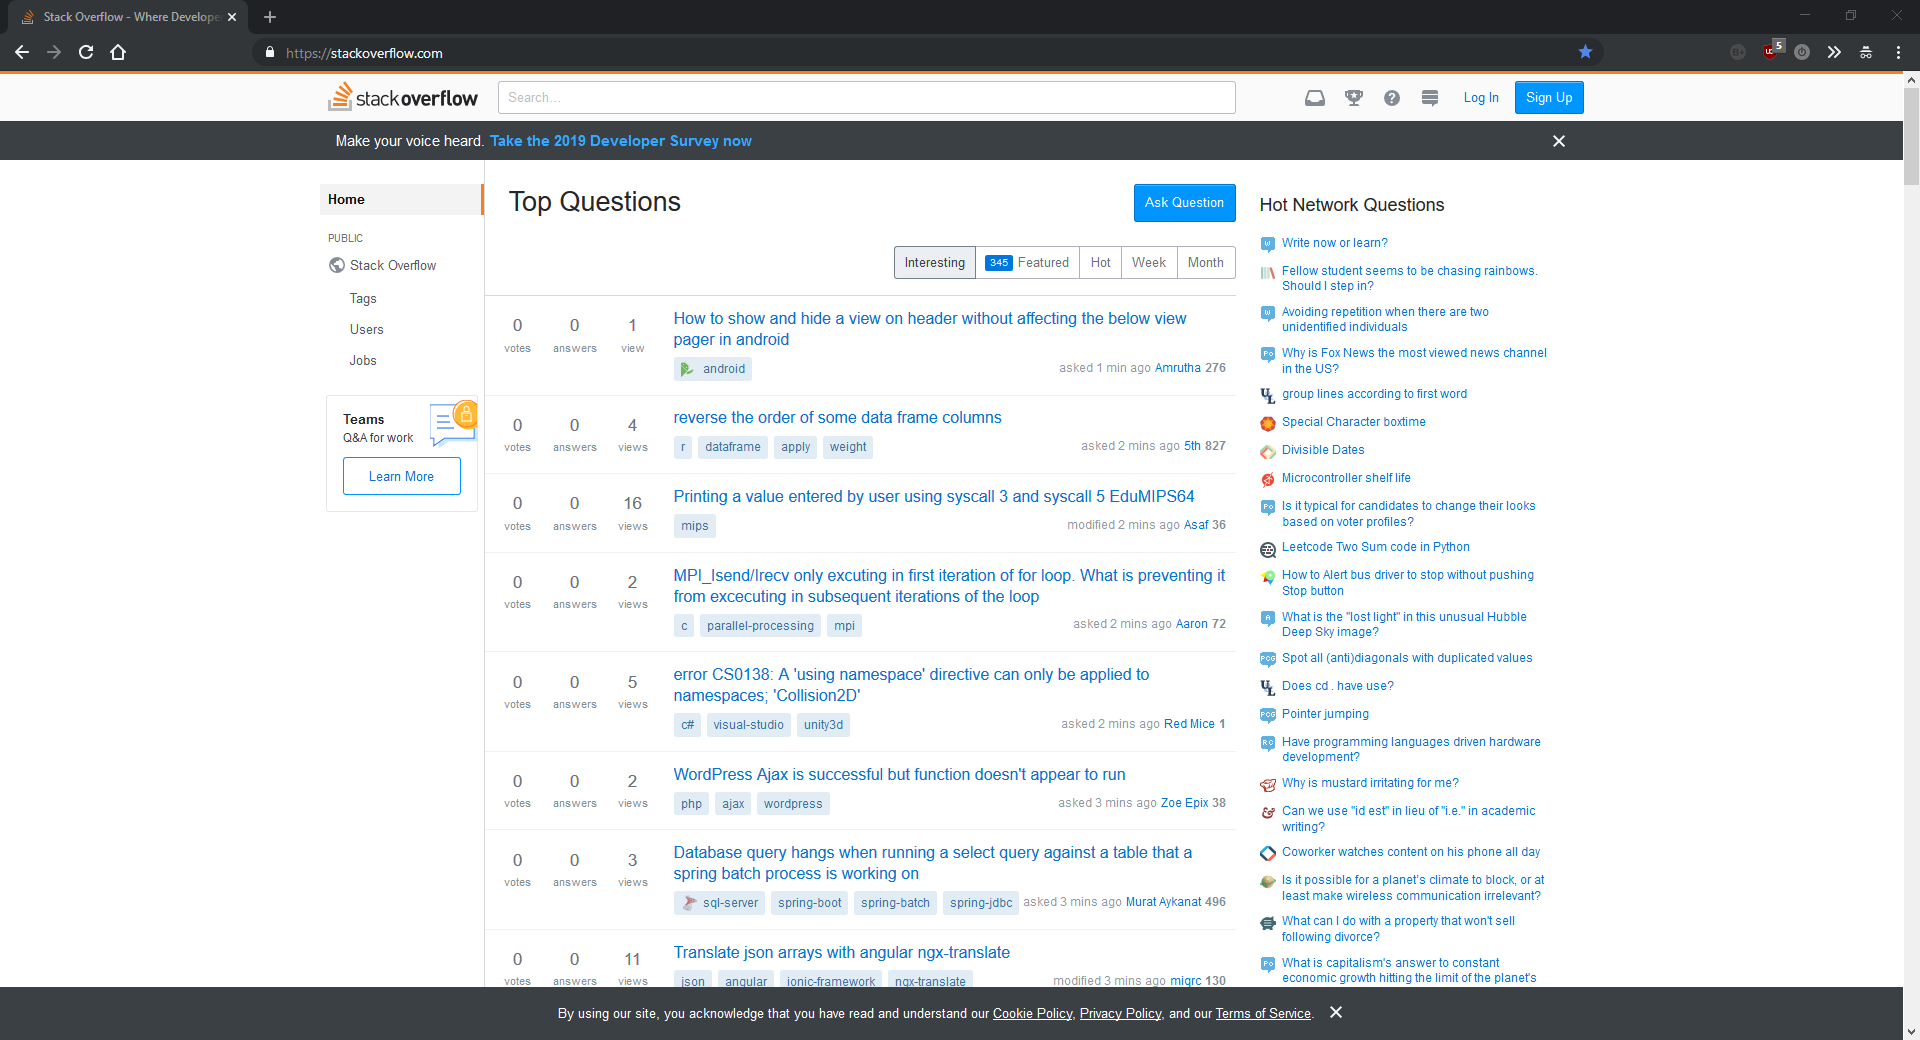 Stack Overflow - Where Develope
https://stackoverflow.com
5
stackoverflow
Search...
Log In
Sign Up
Make your voice heard. Take the 2019 Developer Survey now
Home
PUBLIC
Stack Overflow
Tags
Users
Jobs
Teams
Q&A for work
Learn More
Top Questions
Ask Question
Interesting
345 Featured
Hot
Week
Month
0 votes
0 answers
1 view
How to show and hide a view on header without affecting the below view
pager in android
android
asked 1 min ago Amrutha 276
0 votes
0 answers
4 views
reverse the order of some data frame columns
r dataframe apply weight
asked 2 mins ago 5th 827
0 votes
0 answers
16 views
Printing a value entered by user using syscall 3 and syscall 5 EduMIPS64
mips
modified 2 mins ago Asaf 36
0 votes
0 answers
2 views
MPI_Isend/Irecv only excuting in first iteration of for loop. What is preventing it
from excecuting in subsequent iterations of the loop
c parallel-processing mpi
asked 2 mins ago Aaron 72
0 votes
0 answers
5 views
error CS0138: A 'using namespace' directive can only be applied to
namespaces; 'Collision2D'
c# visual-studio unity3d
asked 2 mins ago Red Mice 1
0 votes
0 answers
2 views
WordPress Ajax is successful but function doesn't appear to run
php ajax wordpress
asked 3 mins ago Zoe Epix 38
0 votes
0 answers
3 views
Database query hangs when running a select query against a table that a
spring batch process is working on
sql-server spring-boot spring-batch spring-jdbc
asked 3 mins ago Murat Aykanat 496
0 votes
0 answers
11 views
Translate json arrays with angular ngx-translate
json angular ionic-framework ngx-translate
modified 3 mins ago migrc 130
Hot Network Questions
Write now or learn?
Fellow student seems to be chasing rainbows.
Should I step in?
Avoiding repetition when there are two
unidentified individuals
Why is Fox News the most viewed news channel
in the US?
group lines according to first word
Special Character boxtime
Divisible Dates
Microcontroller shelf life
Is it typical for candidates to change their looks
based on voter profiles?
Leetcode Two Sum code in Python
How to Alert bus driver to stop without pushing
Stop button
What is the "lost light" in this unusual Hubble
Deep Sky image?
Spot all (anti)diagonals with duplicated values
Does cd . have use?
Pointer jumping
Have programming languages driven hardware
development?
Why is mustard irritating for me?
Can we use "id est" in lieu of "i.e." in academic
writing?
Coworker watches content on his phone all day
Is it possible for a planet's climate to block, or at
least make wireless communication irrelevant?
What can I do with a property that won't sell
following divorce?
What is capitalism's answer to constant
economic growth hitting the limit of the planet's
By using our site, you acknowledge that you have read and understand our Cookie Policy, Privacy Policy, and our Terms of Service.